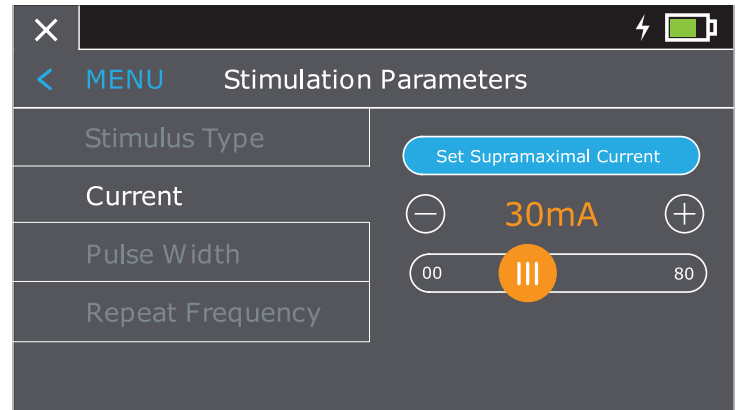 MENU Stimulation Parameters
Stimulus Type
Set Supramaximal Current
Current
30mA
Pulse Width
00 80
Repeat Frequency